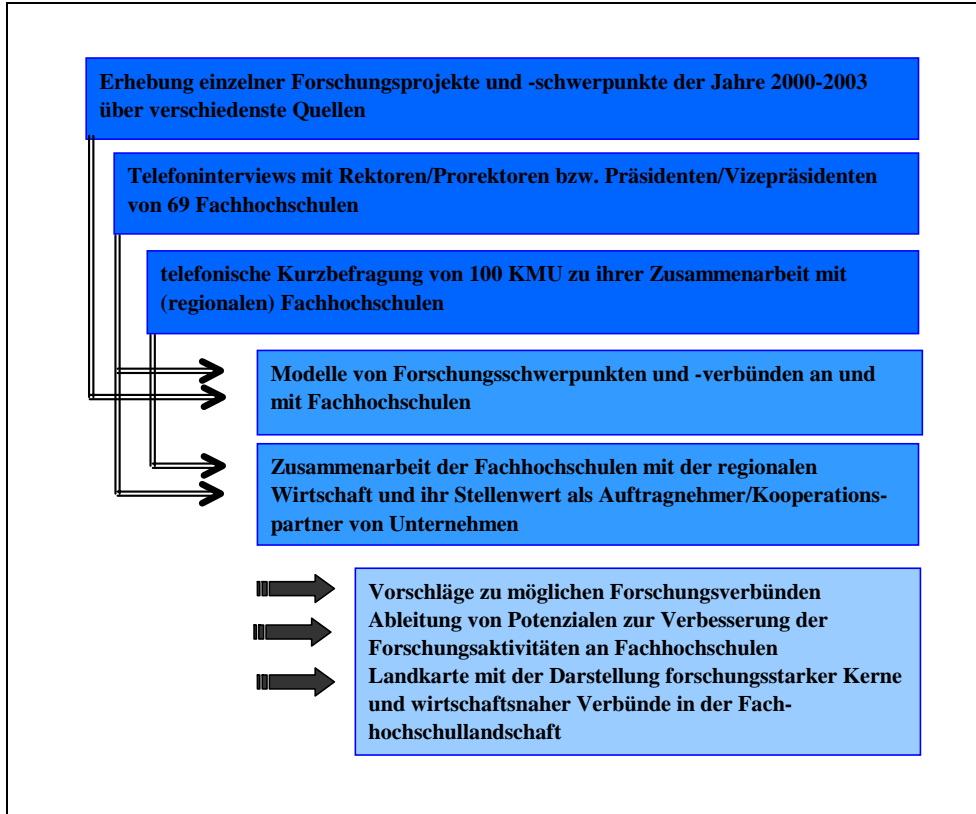 Erhebung einzelner Forschungsprojekte und -schwerpunkte der Jahre 2000-2003
über verschiedenste Quellen
Telefoninterviews mit Rektoren/Prorektoren bzw. Präsidenten/Vizepräsidenten
von 69 Fachhochschulen
telefonische Kurzbefragung von 100 KMU zu ihrer Zusammenarbeit mit
(regionalen) Fachhochschulen
Modelle von Forschungsschwerpunkten und -verbünden an und
mit Fachhochschulen
Zusammenarbeit der Fachhochschulen mit der regionalen
Wirtschaft und ihr Stellenwert als Auftragnehmer/Kooperations-
partner von Unternehmen
Vorschläge zu möglichen Forschungsverbünden
Ableitung von Potenzialen zur Verbesserung der
Forschungsaktivitäten an Fachhochschulen
Landkarte mit der Darstellung forschungsstarker Kerne
und wirtschaftsnaher Verbünde in der Fach-
hochschullandschaft